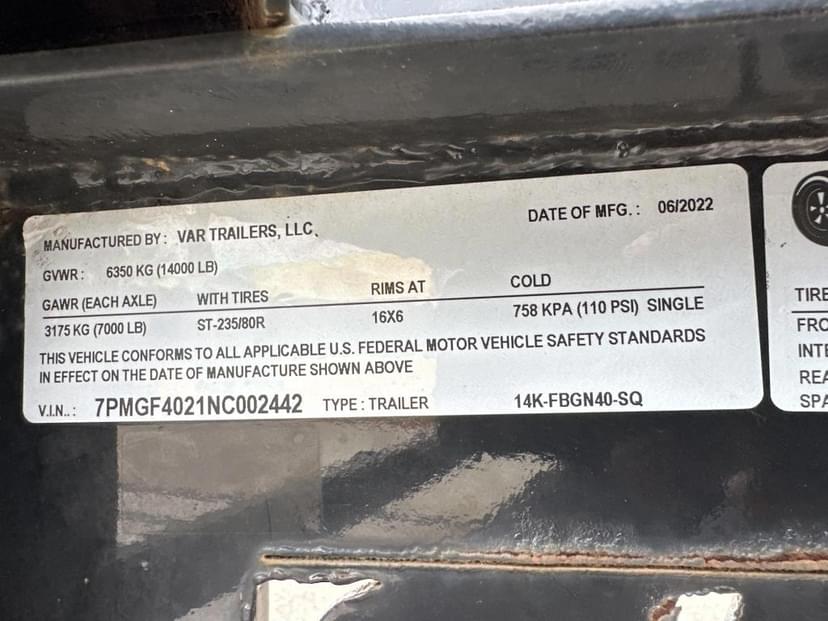 MANUFACTURED BY: VAR TRAILERS, LLC. DATE OF MFG.: 06/2022
GVWR: 6350 KG (14000 LB)
GAWR (EACH AXLE) WITH TIRES RIMS AT COLD
3175 KG (7000 LB) ST-235/80R 16X6 758 KPA (110 PSI) SINGLE
THIS VEHICLE CONFORMS TO ALL APPLICABLE U.S. FEDERAL MOTOR VEHICLE SAFETY STANDARDS
IN EFFECT ON THE DATE OF MANUFACTURE SHOWN ABOVE
V.I.N..: 7PMGF4021NC002442 TYPE: TRAILER 14K-FBGN40-SQ
TIRE
FRO
INTE
REA
SPA